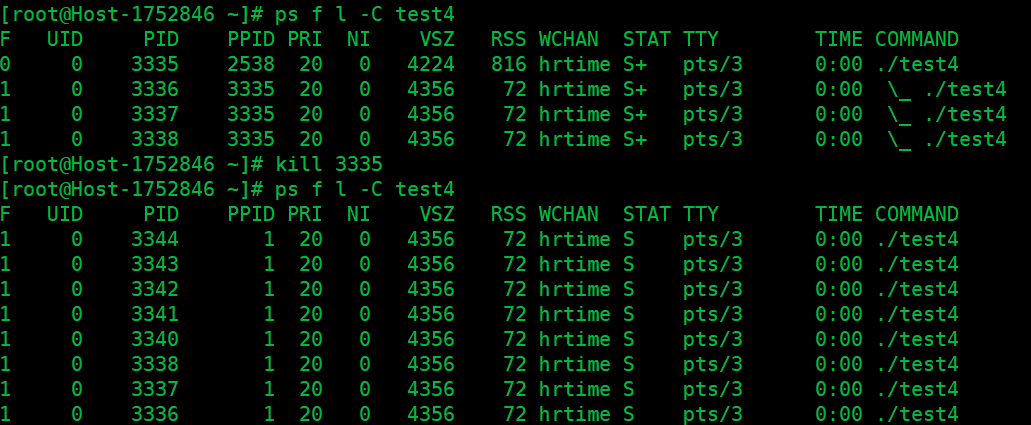 [root@Host-1752846 ~]# ps f l -C test4
F   UID     PID    PPID PRI  NI    VSZ   RSS WCHAN  STAT TTY        TIME COMMAND
0     0    3335    2538  20   0   4224   816 hrtime S+   pts/3      0:00 ./test4
1     0    3336    3335  20   0   4356    72 hrtime S+   pts/3      0:00  \_ ./test4
1     0    3337    3335  20   0   4356    72 hrtime S+   pts/3      0:00  \_ ./test4
1     0    3338    3335  20   0   4356    72 hrtime S+   pts/3      0:00  \_ ./test4
[root@Host-1752846 ~]# kill 3335
[root@Host-1752846 ~]# ps f l -C test4
F   UID     PID    PPID PRI  NI    VSZ   RSS WCHAN  STAT TTY        TIME COMMAND
1     0    3344       1  20   0   4356    72 hrtime S    pts/3      0:00 ./test4
1     0    3343       1  20   0   4356    72 hrtime S    pts/3      0:00 ./test4
1     0    3342       1  20   0   4356    72 hrtime S    pts/3      0:00 ./test4
1     0    3341       1  20   0   4356    72 hrtime S    pts/3      0:00 ./test4
1     0    3340       1  20   0   4356    72 hrtime S    pts/3      0:00 ./test4
1     0    3338       1  20   0   4356    72 hrtime S    pts/3      0:00 ./test4
1     0    3337       1  20   0   4356    72 hrtime S    pts/3      0:00 ./test4
1     0    3336       1  20   0   4356    72 hrtime S    pts/3      0:00 ./test4